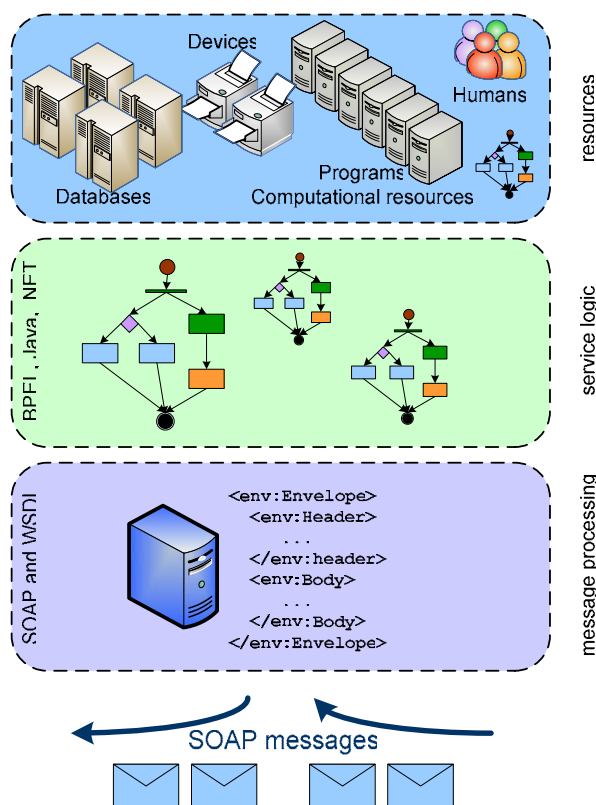 Devices
Humans
Programs
Databases
Computational resources
resources
BPEL, Java, .NET
service logic
SOAP and WSDL
<env:Envelope>
<env:Header>
...
</env:header>
<env:Body>
...
</env:Body>
</env:Envelope>
message processing
SOAP messages